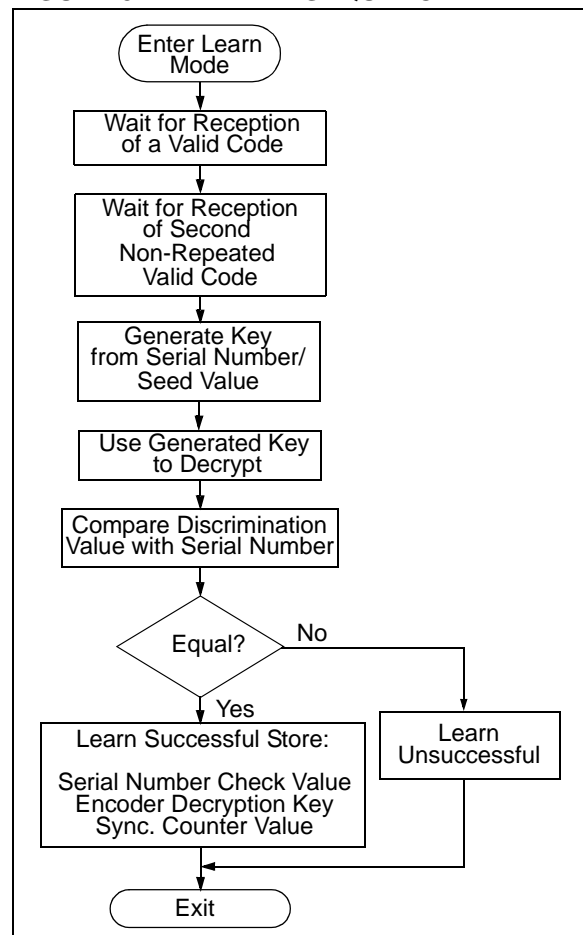 Enter Learn
Mode
Wait for Reception
of a Valid Code
Wait for Reception
of Second
Non-Repeated
Valid Code
Generate Key
from Serial Number/
Seed Value
Use Generated Key
to Decrypt
Compare Discrimination
Value with Serial Number
Equal?
No
Yes
Learn Successful Store:
Serial Number Check Value
Encoder Decryption Key
Sync. Counter Value
Learn
Unsuccessful
Exit